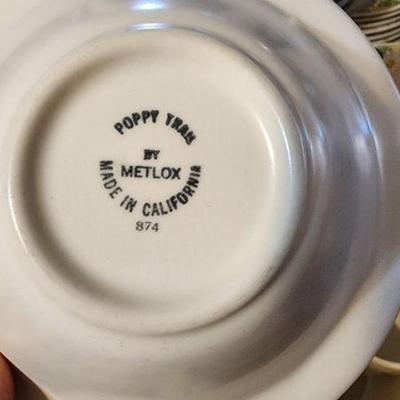 POPPY TRAIL
BY
METLOX
MADE IN CALIFORNIA
874